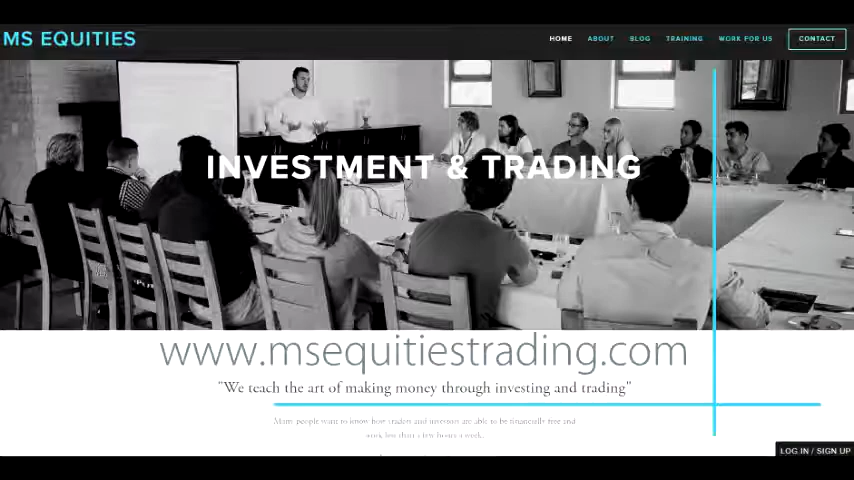 MS EQUITIES
HOME ABOUT BLOG TRAINING WORK FOR US CONTACT
INVESTMENT & TRADING
www.msequitiestrading.com
"We teach the art of making money through investing and trading"
Many people want to know how traders and investors are able to be financially free and
work less than a few hours a week.
LOG IN / SIGN UP